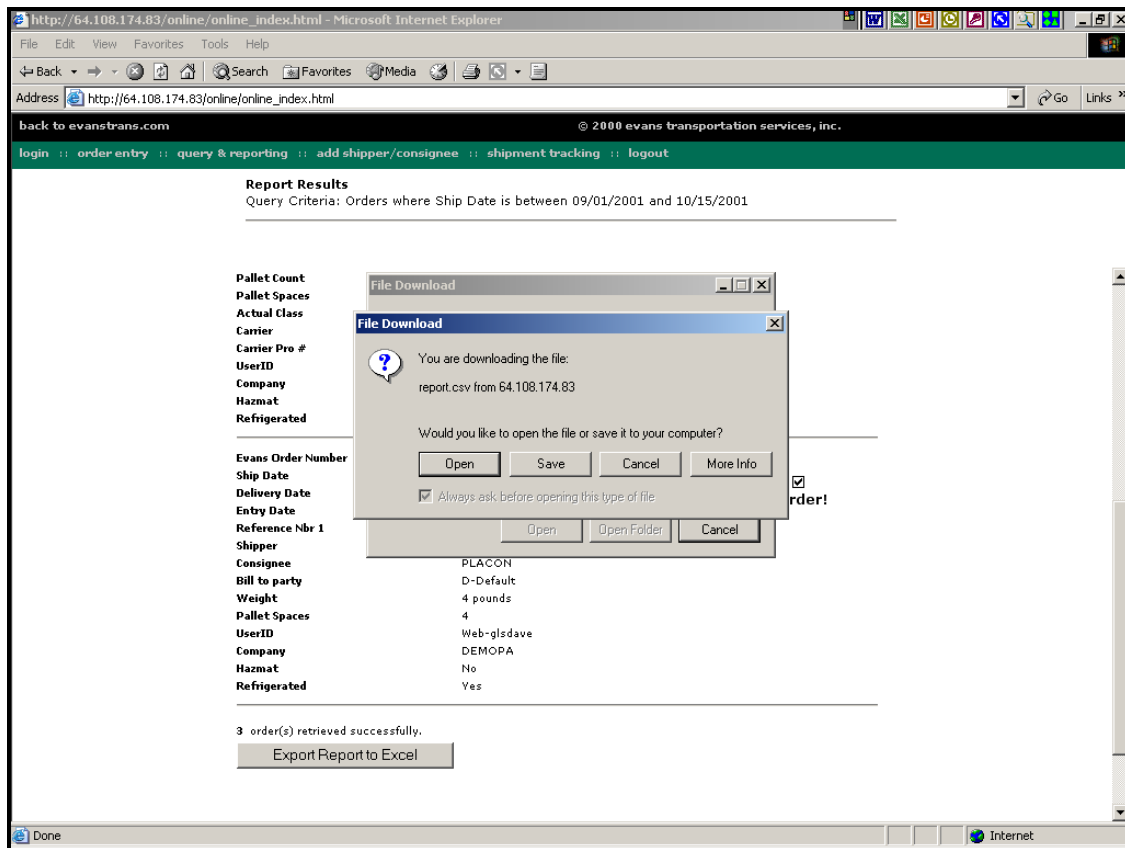 http://64.108.174.83/online/online_index.html - Microsoft Internet Explorer
File Edit View Favorites Tools Help
Back Search Favorites Media
Address http://64.108.174.83/online/online_index.html Go Links »
back to evanstrans.com © 2000 evans transportation services, inc.
login :: order entry :: query & reporting :: add shipper/consignee :: shipment tracking :: logout
Report Results
Query Criteria: Orders where Ship Date is between 09/01/2001 and 10/15/2001
Pallet Count
Pallet Spaces
Actual Class
Carrier
Carrier Pro #
UserID
Company
Hazmat
Refrigerated
File Download
File Download
You are downloading the file:
report.csv from 64.108.174.83
Would you like to open the file or save it to your computer?
Open Save Cancel More Info
Always ask before opening this type of file
Open Open Folder Cancel
Evans Order Number
Ship Date
Delivery Date rder!
Entry Date
Reference Nbr 1
Shipper
Consignee PLACON
Bill to party D-Default
Weight 4 pounds
Pallet Spaces 4
UserID Web-glsdave
Company DEMOPA
Hazmat No
Refrigerated Yes
3 order(s) retrieved successfully.
Export Report to Excel
Done Internet